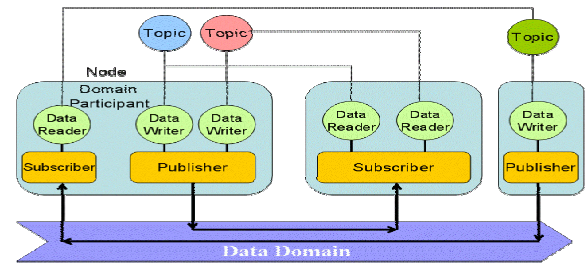 Topic
Topic
Topic
Node
Domain
Participant
Data
Reader
Data
Writer
Data
Writer
Data
Reader
Data
Reader
Data
Writer
Subscriber
Publisher
Subscriber
Publisher
Data Domain